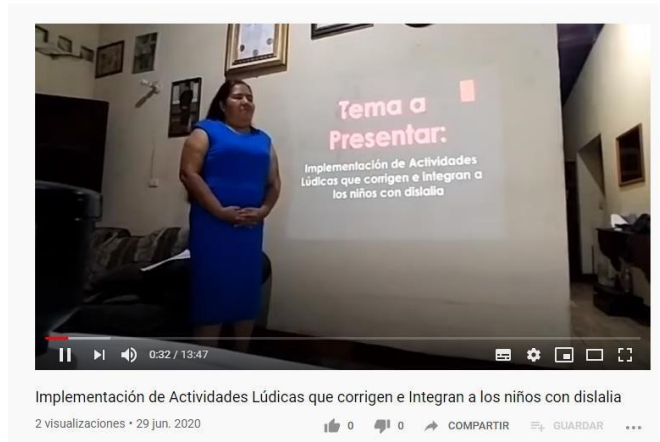 Tema a
Presentar:
Implementación de Actividades
Lúdicas que corrigen e Integran a
los niños con dislalia
0:32 / 13:47
Implementación de Actividades Lúdicas que corrigen e Integran a los niños con dislalia
2 visualizaciones • 29 jun. 2020
0
0
COMPARTIR
GUARDAR